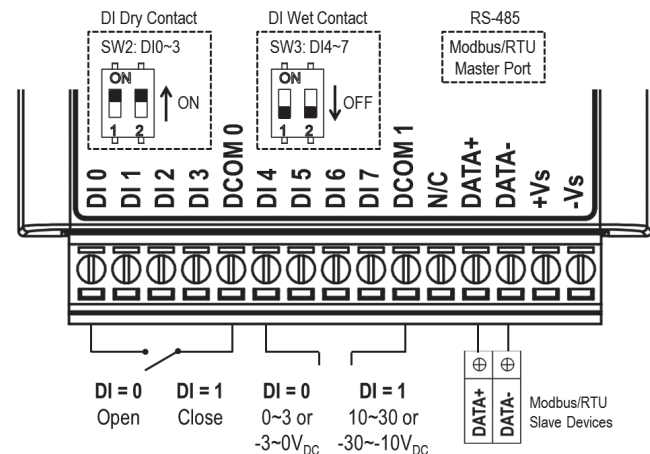 DI Dry Contact
SW2: DI0~3
ON
ON
1 2
DI Wet Contact
SW3: DI4~7
ON
OFF
1 2
RS-485
Modbus/RTU
Master Port
DI 0
DI 1
DI 2
DI 3
DCOM 0
DI 4
DI 5
DI 6
DI 7
DCOM 1
N/C
DATA+
DATA-
+Vs
-Vs
DI = 0
Open
DI = 1
Close
DI = 0
0~3 or
-3~0VDC
DI = 1
10~30 or
-30~-10VDC
DATA+
DATA-
Modbus/RTU
Slave Devices